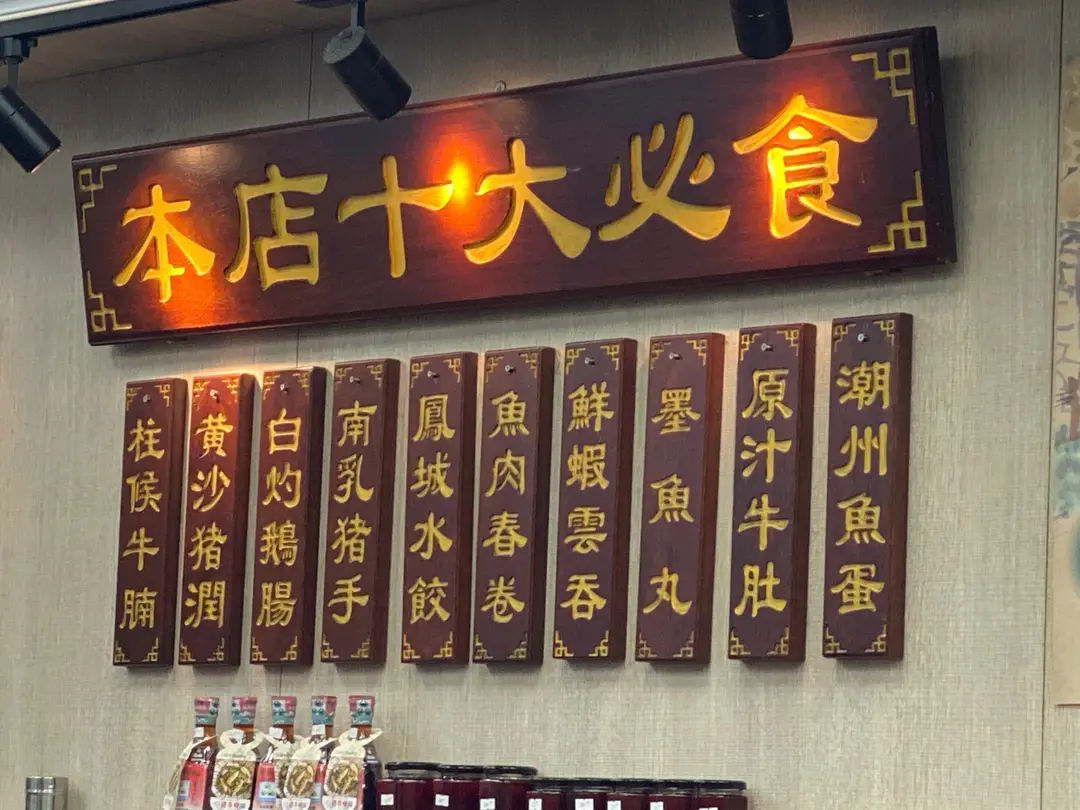 本店十大必食
柱侯牛腩
黄沙猪潤
白灼鵝腸
南乳猪手
鳳城水餃
魚肉春卷
鮮蝦雲吞
墨魚丸
原汁牛肚
潮州魚蛋